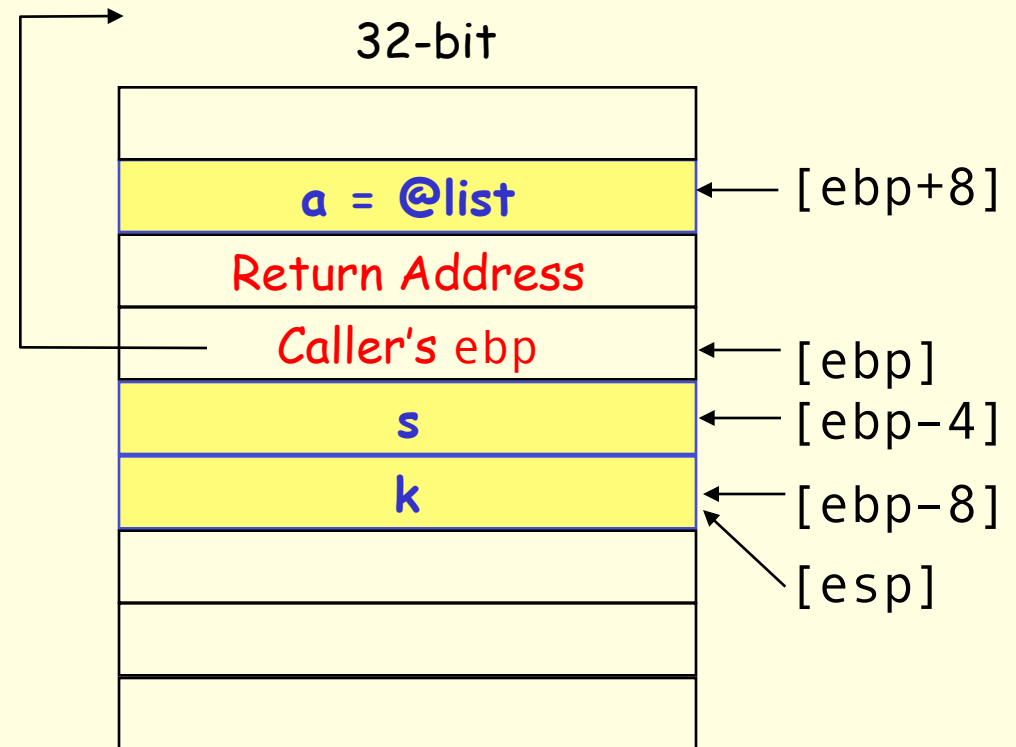 32-bit
a = @list
[ebp+8]
Return Address
Caller's ebp
[ebp]
s
[ebp-4]
k
[ebp-8]
[esp]